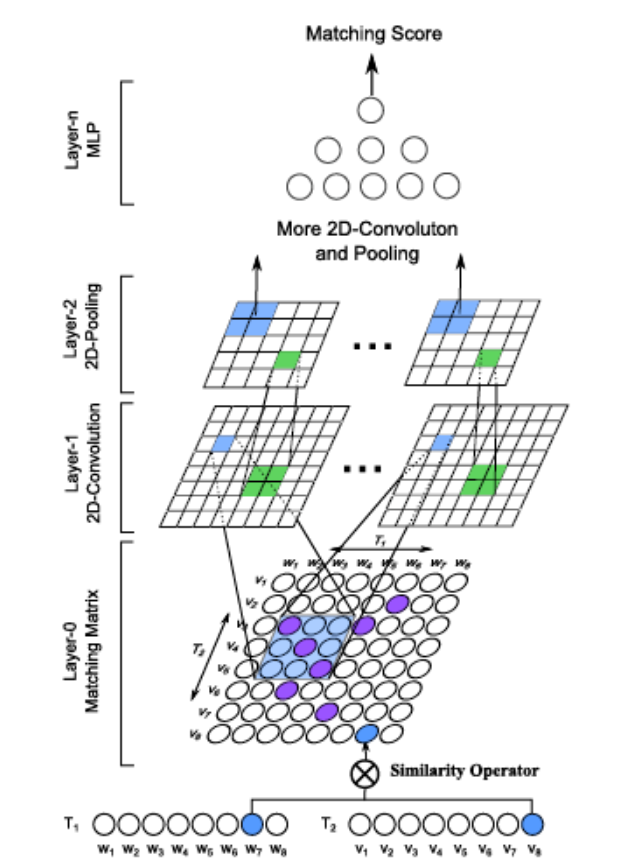 Matching Score
Layer-n
MLP
More 2D-Convoluton
and Pooling
Layer-2
2D-Pooling
Layer-1
2D-Convolution
Layer-0
Matching Matrix
T₁
w₁ w₂ w₃ w₄ w₅ w₆ w₇ w₈
T₂
v₁
v₂
v₃
v₄
v₅
v₆
v₇
v₈
Similarity Operator
T₁ T₂
w₁ w₂ w₃ w₄ w₅ w₆ w₇ w₈ v₁ v₂ v₃ v₄ v₅ v₆ v₇ v₈